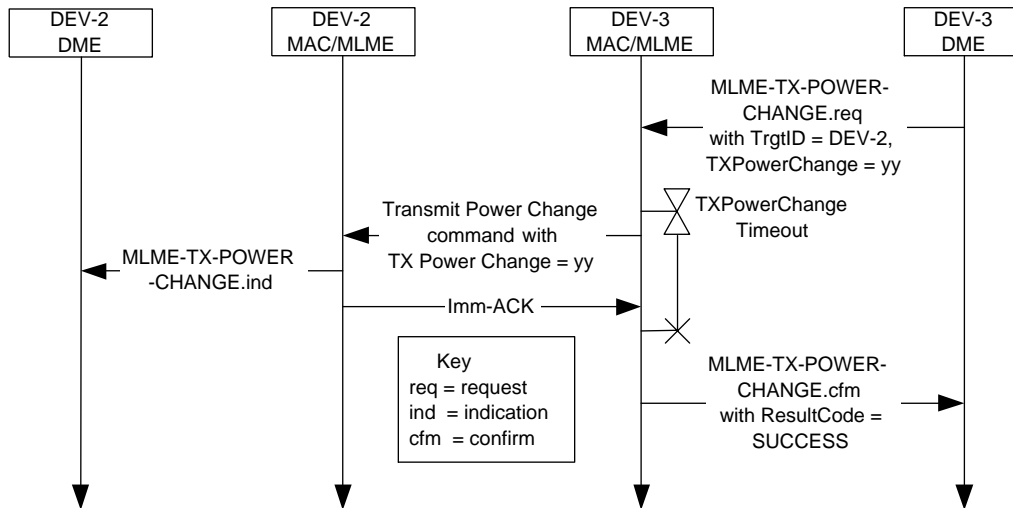 DEV-2
DME
DEV-2
MAC/MLME
DEV-3
MAC/MLME
DEV-3
DME
MLME-TX-POWER-
CHANGE.req
with TrgtID = DEV-2,
TXPowerChange = yy
TXPowerChange
Timeout
Transmit Power Change
command with
TX Power Change = yy
MLME-TX-POWER
-CHANGE.ind
Imm-ACK
Key
req = request
ind = indication
cfm = confirm
MLME-TX-POWER-
CHANGE.cfm
with ResultCode =
SUCCESS